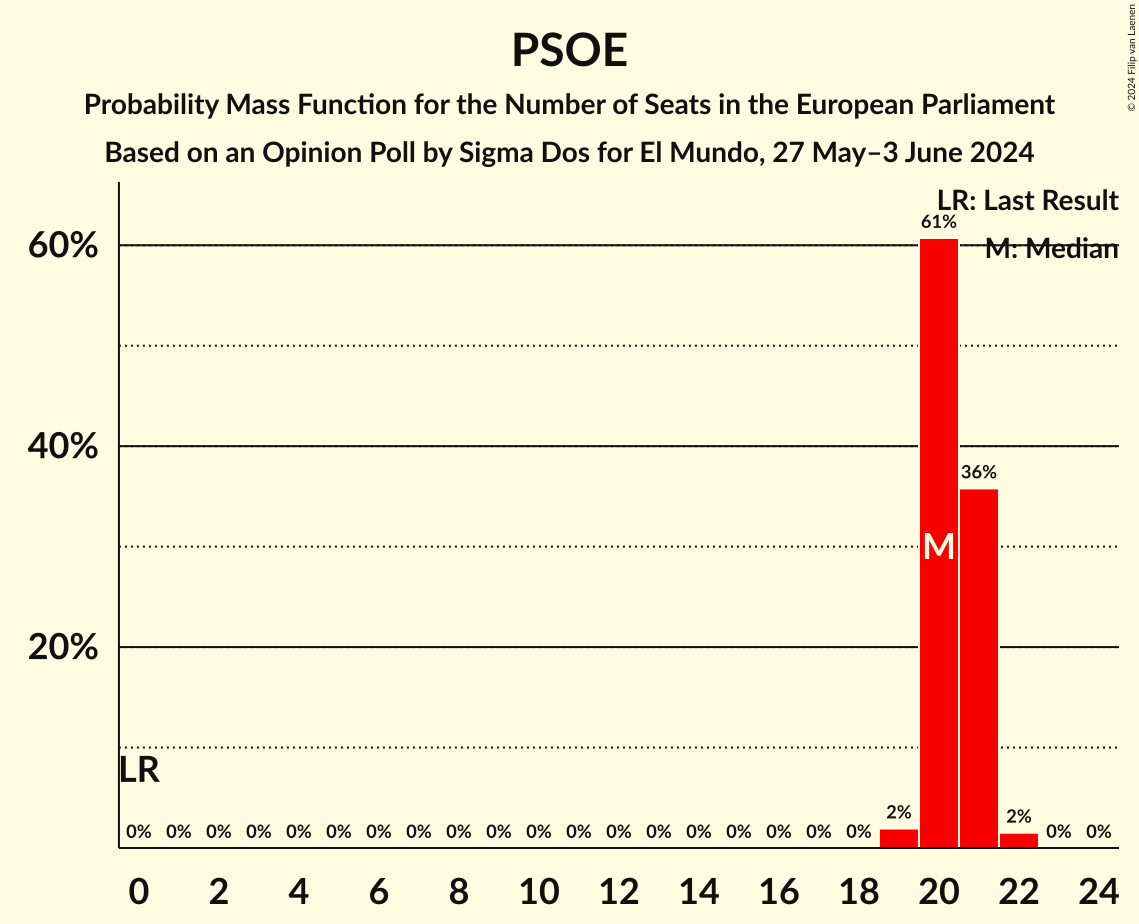 PSOE
Probability Mass Function for the Number of Seats in the European Parliament
Based on an Opinion Poll by Sigma Dos for El Mundo, 27 May–3 June 2024
© 2024 Filip van Laenen
LR: Last Result
M: Median
60%
40%
20%
61%
36%
M
LR
0% 0% 0% 0% 0% 0% 0% 0% 0% 0% 0% 0% 0% 0% 0% 0% 0% 0% 0% 2% 2% 0% 0%
0 2 4 6 8 10 12 14 16 18 20 22 24